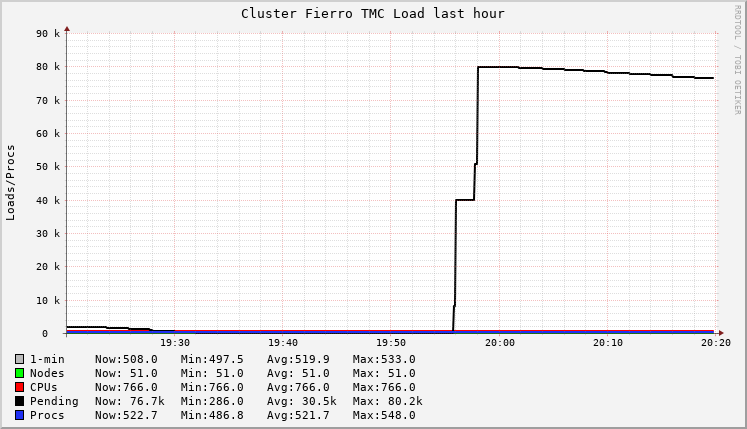 Cluster Fierro TMC Load last hour
RRDTOOL / TOBI OETIKER
Loads/Procs
90 k
80 k
70 k
60 k
50 k
40 k
30 k
20 k
10 k
0
19:30 19:40 19:50 20:00 20:10 20:20
1-min Now:508.0 Min:497.5 Avg:519.9 Max:533.0
Nodes Now: 51.0 Min: 51.0 Avg: 51.0 Max: 51.0
CPUs Now:766.0 Min:766.0 Avg:766.0 Max:766.0
Pending Now: 76.7k Min:286.0 Avg: 30.5k Max: 80.2k
Procs Now:522.7 Min:486.8 Avg:521.7 Max:548.0